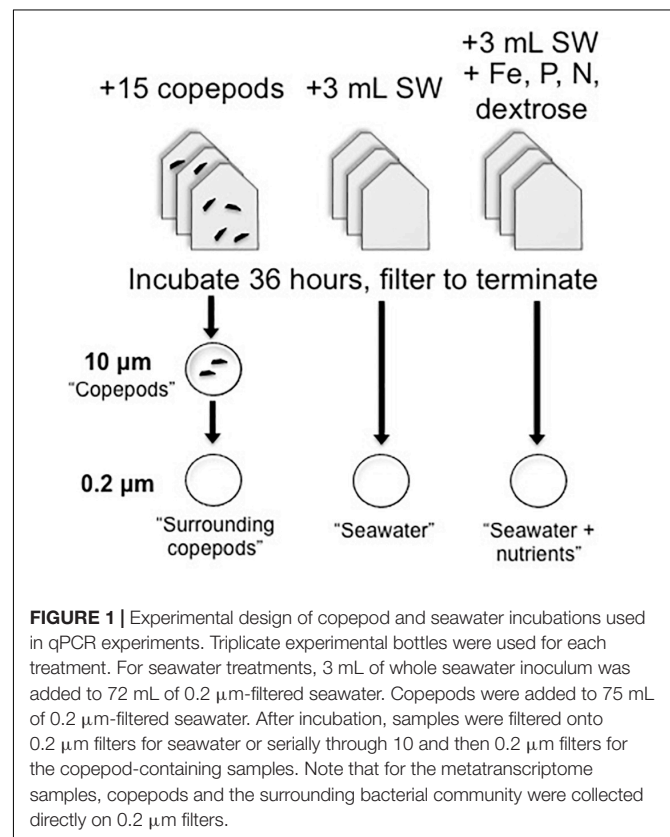 +15 copepods
+3 mL SW
+3 mL SW
+ Fe, P, N,
dextrose
Incubate 36 hours, filter to terminate
10 µm
"Copepods"
0.2 µm
"Surrounding
copepods"
"Seawater"
"Seawater +
nutrients"
FIGURE 1 | Experimental design of copepod and seawater incubations used
in qPCR experiments. Triplicate experimental bottles were used for each
treatment. For seawater treatments, 3 mL of whole seawater inoculum was
added to 72 mL of 0.2 µm-filtered seawater. Copepods were added to 75 mL
of 0.2 µm-filtered seawater. After incubation, samples were filtered onto
0.2 µm filters for seawater or serially through 10 and then 0.2 µm filters for
the copepod-containing samples. Note that for the metatranscriptome
samples, copepods and the surrounding bacterial community were collected
directly on 0.2 µm filters.